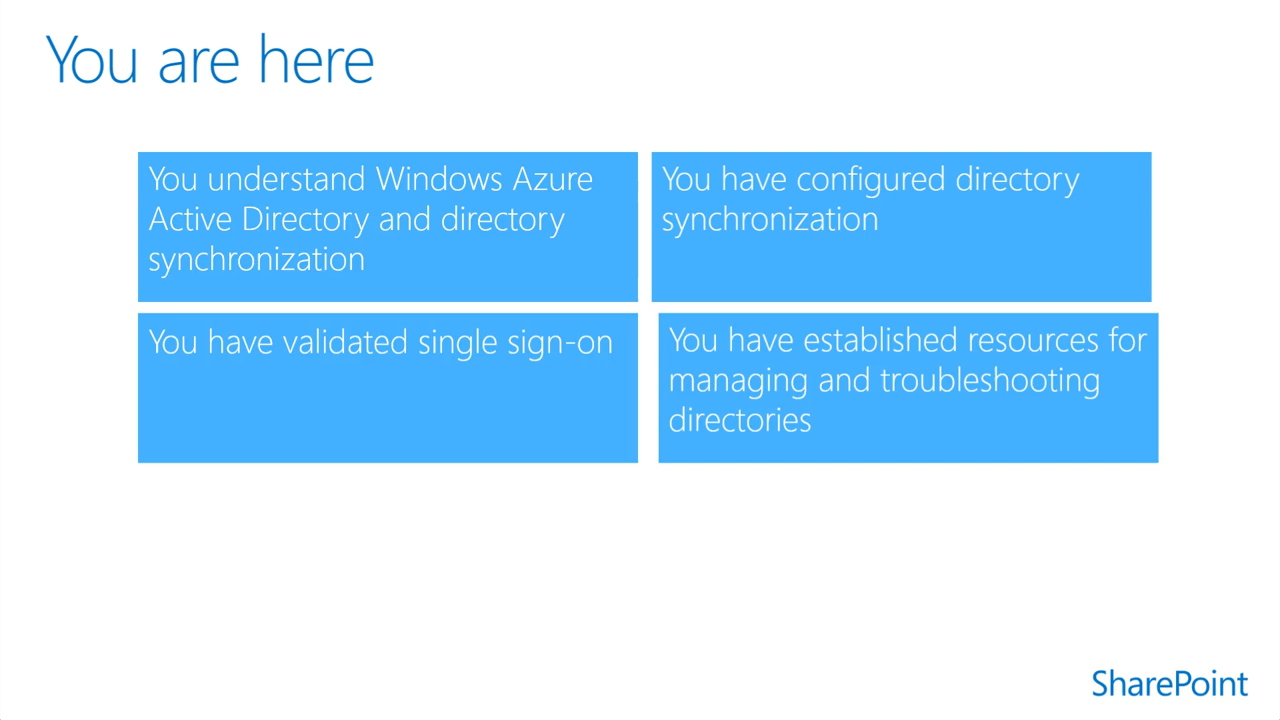 You are here
You understand Windows Azure
Active Directory and directory
synchronization
You have configured directory
synchronization
You have validated single sign-on
You have established resources for
managing and troubleshooting
directories
SharePoint